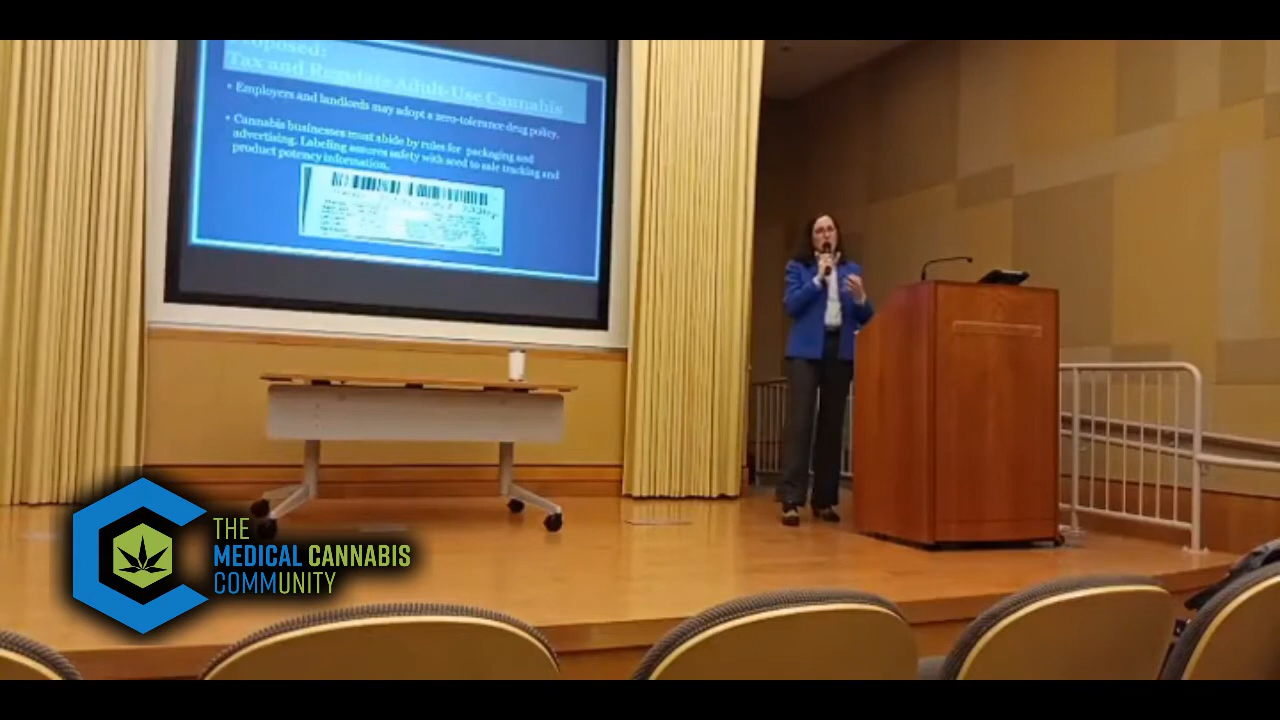 Proposed:
Tax and Regulate Adult-Use Cannabis
• Employers and landlords may adopt a zero-tolerance drug policy.
• Cannabis businesses must abide by rules for packaging and
advertising. Labeling assures safety with seed to sale tracking and
product potency information.
THE
MEDICAL CANNABIS
COMMUNITY